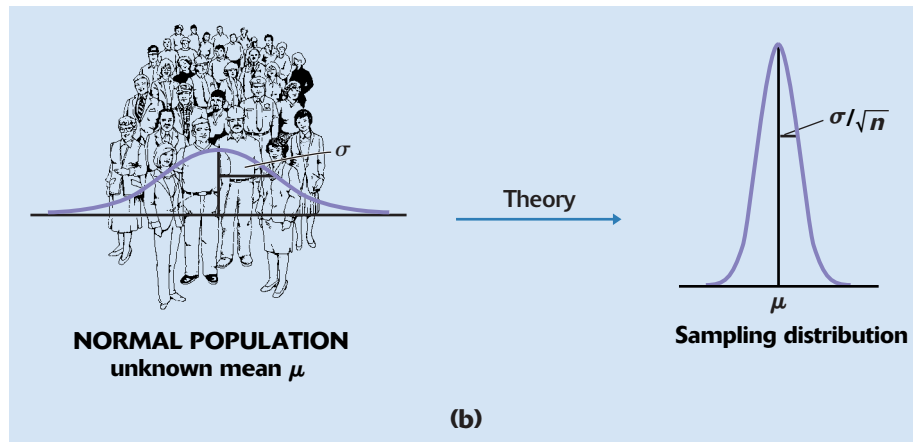 σ
σ/√n
Theory
μ
NORMAL POPULATION
unknown mean μ
Sampling distribution
(b)